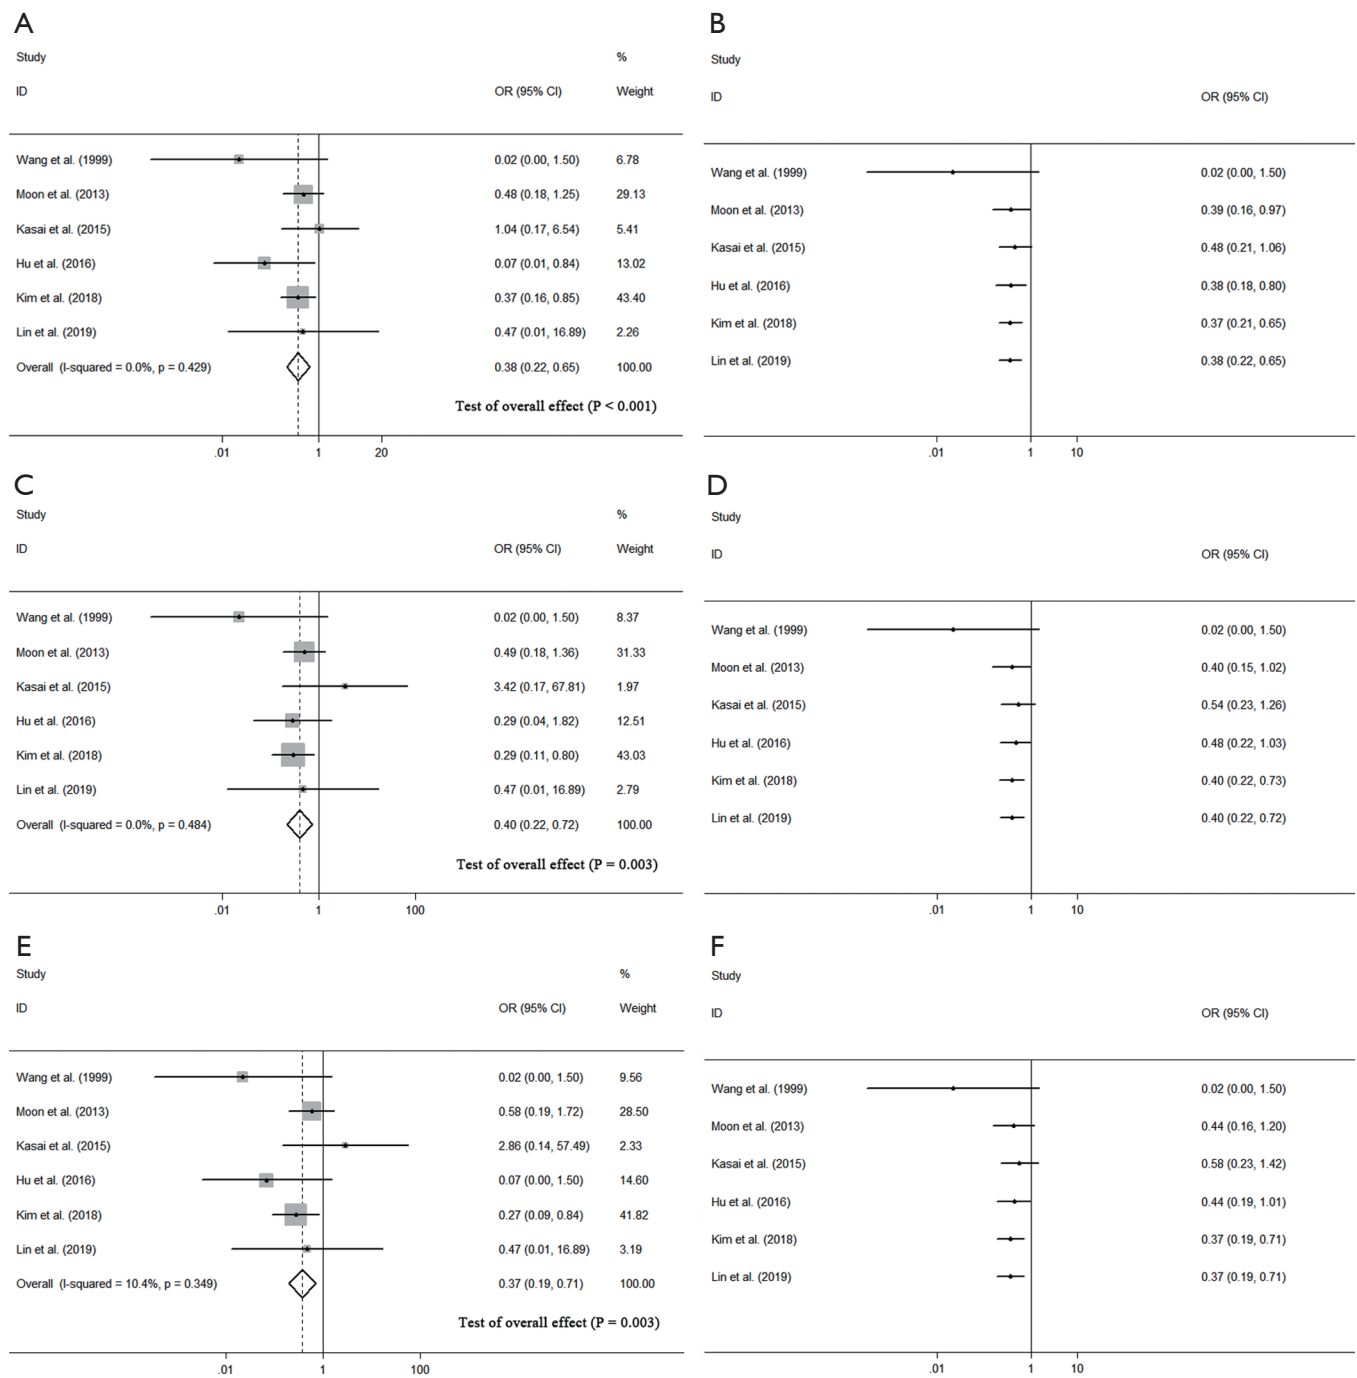 A
Study %
ID OR (95% CI) Weight
Wang et al. (1999) 0.02 (0.00, 1.50) 6.78
Moon et al. (2013) 0.48 (0.18, 1.25) 29.13
Kasai et al. (2015) 1.04 (0.17, 6.54) 5.41
Hu et al. (2016) 0.07 (0.01, 0.84) 13.02
Kim et al. (2018) 0.37 (0.16, 0.85) 43.40
Lin et al. (2019) 0.47 (0.01, 16.89) 2.26
Overall (I-squared = 0.0%, p = 0.429) 0.38 (0.22, 0.65) 100.00
Test of overall effect (P < 0.001)
.01 1 20
B
Study
ID OR (95% CI)
Wang et al. (1999) 0.02 (0.00, 1.50)
Moon et al. (2013) 0.39 (0.16, 0.97)
Kasai et al. (2015) 0.48 (0.21, 1.06)
Hu et al. (2016) 0.38 (0.18, 0.80)
Kim et al. (2018) 0.37 (0.21, 0.65)
Lin et al. (2019) 0.38 (0.22, 0.65)
.01 1 10
C
Study %
ID OR (95% CI) Weight
Wang et al. (1999) 0.02 (0.00, 1.50) 8.37
Moon et al. (2013) 0.49 (0.18, 1.36) 31.33
Kasai et al. (2015) 3.42 (0.17, 67.81) 1.97
Hu et al. (2016) 0.29 (0.04, 1.82) 12.51
Kim et al. (2018) 0.29 (0.11, 0.80) 43.03
Lin et al. (2019) 0.47 (0.01, 16.89) 2.79
Overall (I-squared = 0.0%, p = 0.484) 0.40 (0.22, 0.72) 100.00
Test of overall effect (P = 0.003)
.01 1 100
D
Study
ID OR (95% CI)
Wang et al. (1999) 0.02 (0.00, 1.50)
Moon et al. (2013) 0.40 (0.15, 1.02)
Kasai et al. (2015) 0.54 (0.23, 1.26)
Hu et al. (2016) 0.48 (0.22, 1.03)
Kim et al. (2018) 0.40 (0.22, 0.73)
Lin et al. (2019) 0.40 (0.22, 0.72)
.01 1 10
E
Study %
ID OR (95% CI) Weight
Wang et al. (1999) 0.02 (0.00, 1.50) 9.56
Moon et al. (2013) 0.58 (0.19, 1.72) 28.50
Kasai et al. (2015) 2.86 (0.14, 57.49) 2.33
Hu et al. (2016) 0.07 (0.00, 1.50) 14.60
Kim et al. (2018) 0.27 (0.09, 0.84) 41.82
Lin et al. (2019) 0.47 (0.01, 16.89) 3.19
Overall (I-squared = 10.4%, p = 0.349) 0.37 (0.19, 0.71) 100.00
Test of overall effect (P = 0.003)
.01 1 100
F
Study
ID OR (95% CI)
Wang et al. (1999) 0.02 (0.00, 1.50)
Moon et al. (2013) 0.44 (0.16, 1.20)
Kasai et al. (2015) 0.58 (0.23, 1.42)
Hu et al. (2016) 0.44 (0.19, 1.01)
Kim et al. (2018) 0.37 (0.19, 0.71)
Lin et al. (2019) 0.37 (0.19, 0.71)
.01 1 10